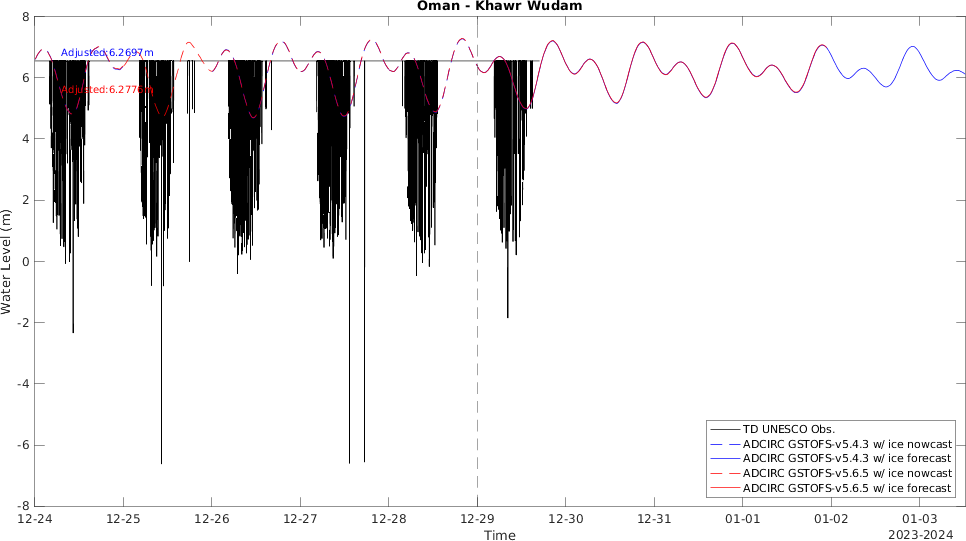 Oman - Khawr Wudam
8
6
4
2
0
-2
-4
-6
-8
Water Level (m)
Adjusted:6.2697m
Adjusted:6.2776m
TD UNESCO Obs.
ADCIRC GSTOFS-v5.4.3 w/ ice nowcast
ADCIRC GSTOFS-v5.4.3 w/ ice forecast
ADCIRC GSTOFS-v5.6.5 w/ ice nowcast
ADCIRC GSTOFS-v5.6.5 w/ ice forecast
12-24 12-25 12-26 12-27 12-28 12-29 12-30 12-31 01-01 01-02 01-03
Time
2023-2024